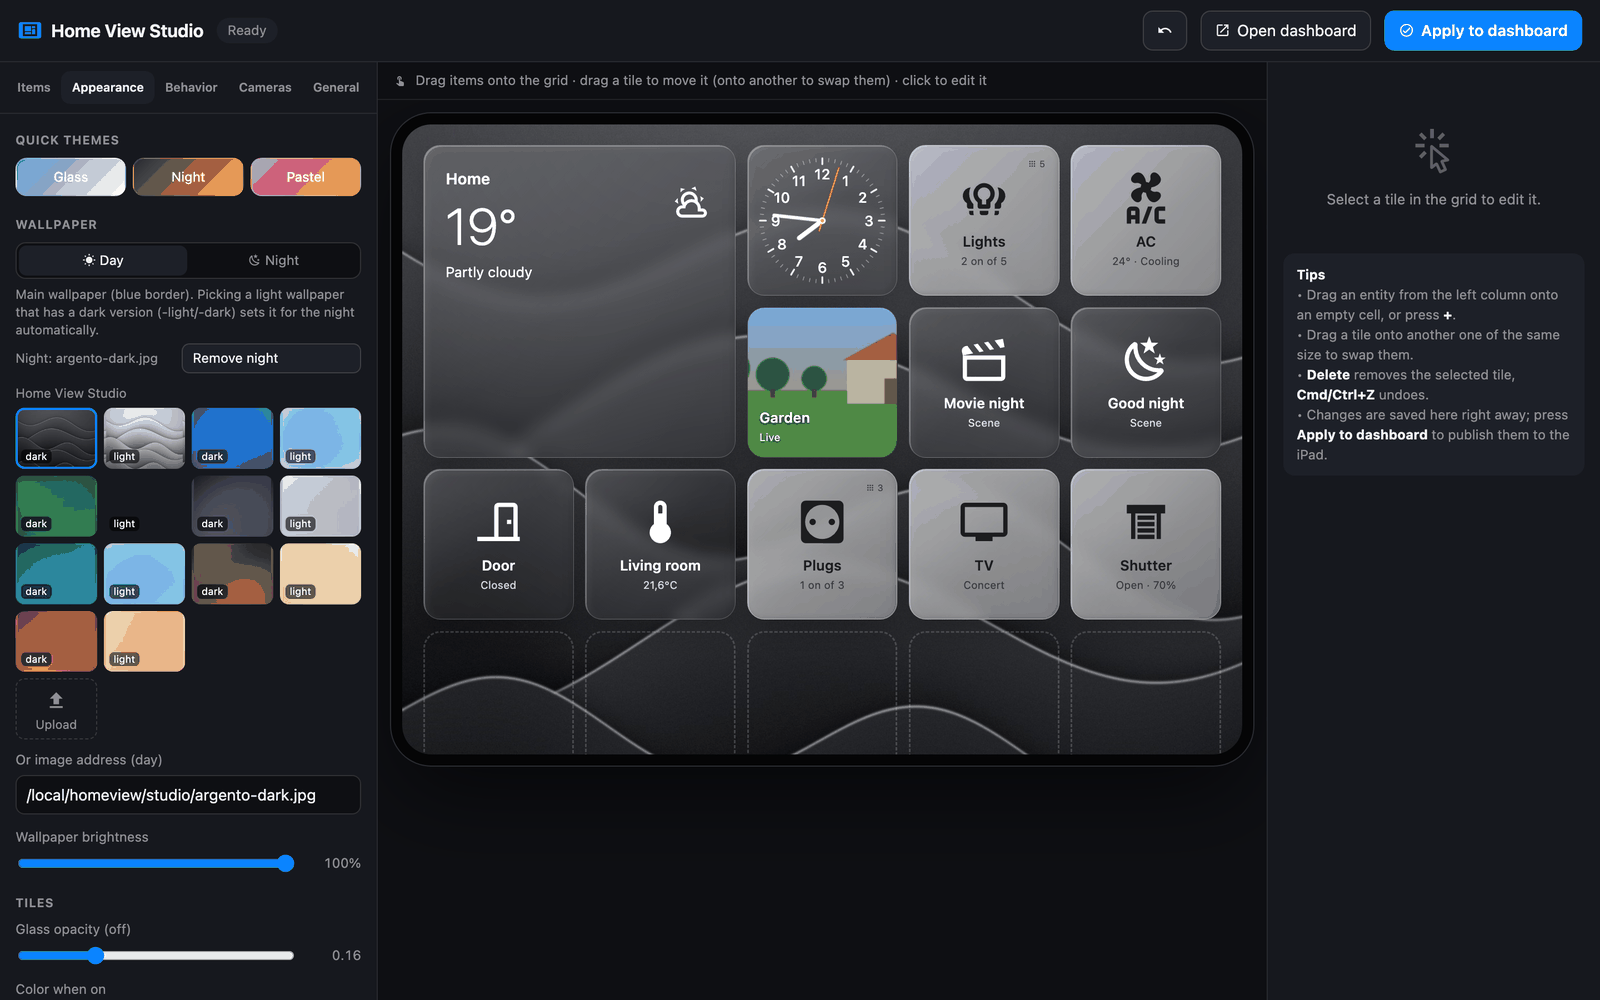 Home View Studio
Ready
Open dashboard
Apply to dashboard
Items
Appearance
Behavior
Cameras
General
Drag items onto the grid · drag a tile to move it (onto another to swap them) · click to edit it
QUICK THEMES
Glass
Night
Pastel
WALLPAPER
Day
Night
Main wallpaper (blue border). Picking a light wallpaper
that has a dark version (-light/-dark) sets it for the night
automatically.
Night: argento-dark.jpg
Remove night
Home View Studio
dark
light
dark
light
dark
light
dark
light
dark
light
dark
light
dark
light
Upload
Or image address (day)
/local/homeview/studio/argento-dark.jpg
Wallpaper brightness
100%
TILES
Glass opacity (off)
0.16
Color when on
Home
19°
Partly cloudy
12
1
2
3
4
5
6
7
8
9
10
11
5
Lights
2 on of 5
A/C
AC
24° · Cooling
Garden
Live
Movie night
Scene
Good night
Scene
Door
Closed
Living room
21,6°C
3
Plugs
1 on of 3
TV
Concert
Shutter
Open · 70%
Select a tile in the grid to edit it.
Tips
• Drag an entity from the left column onto
an empty cell, or press +.
• Drag a tile onto another one of the same
size to swap them.
• Delete removes the selected tile,
Cmd/Ctrl+Z undoes.
• Changes are saved here right away; press
Apply to dashboard to publish them to the
iPad.